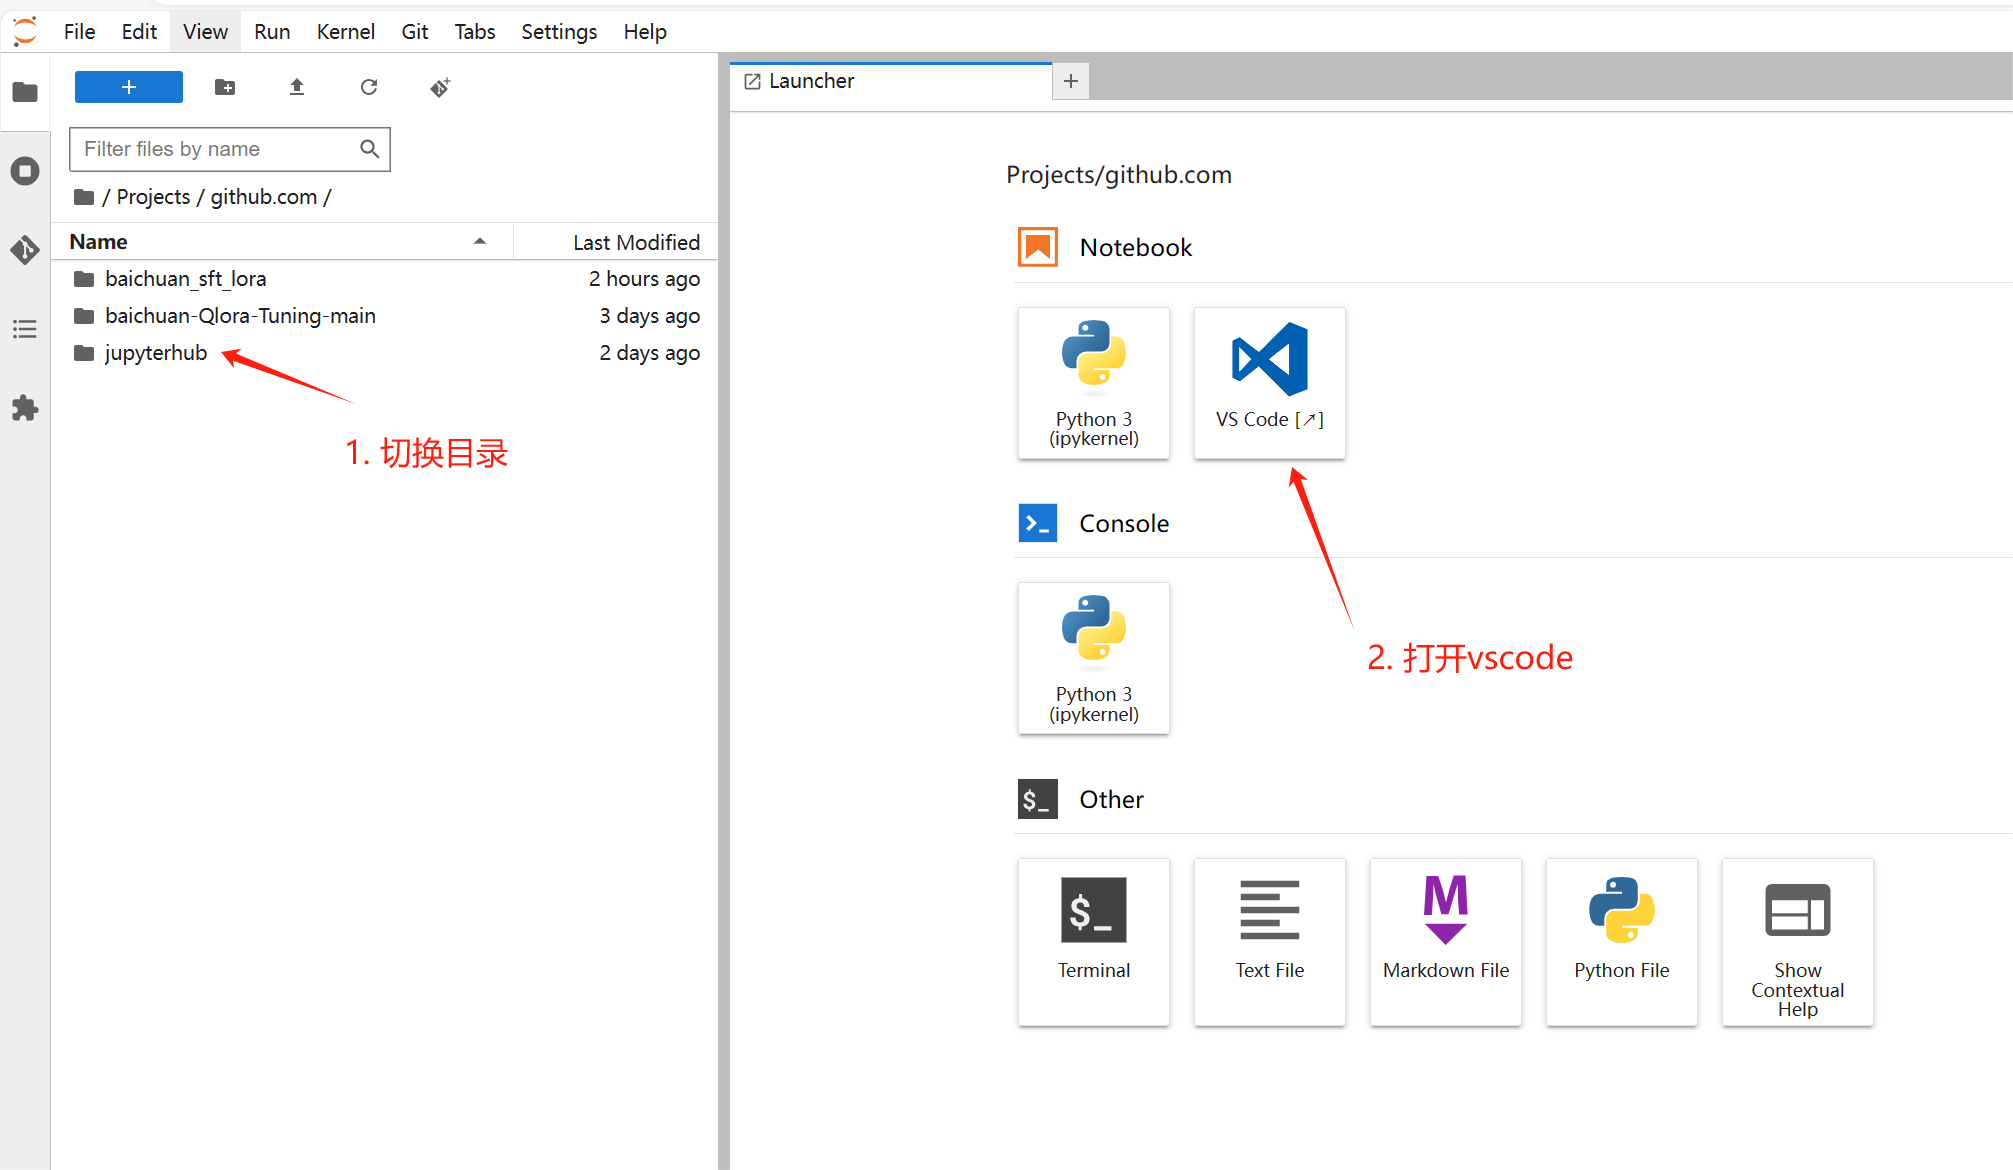 File Edit View Run Kernel Git Tabs Settings Help
Launcher
Filter files by name
/ Projects / github.com /
Name Last Modified
baichuan_sft_lora 2 hours ago
baichuan-Qlora-Tuning-main 3 days ago
jupyterhub 2 days ago
1. 切换目录
Projects/github.com
Notebook
Python 3
(ipykernel)
VS Code [↗]
2. 打开vscode
Console
Python 3
(ipykernel)
$_ Other
$_
Terminal
Text File
M
Markdown File
Python File
Show
Contextual
Help